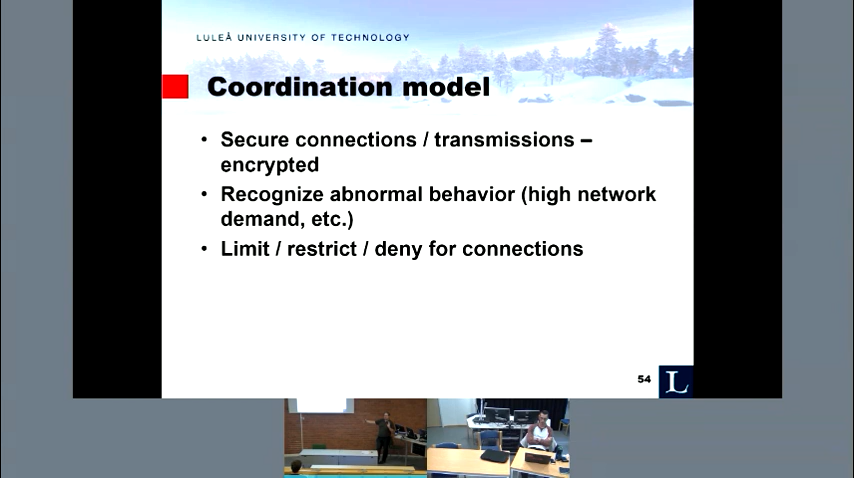 LULEÅ UNIVERSITY OF TECHNOLOGY
Coordination model
• Secure connections / transmissions –
encrypted
• Recognize abnormal behavior (high network
demand, etc.)
• Limit / restrict / deny for connections
54
L